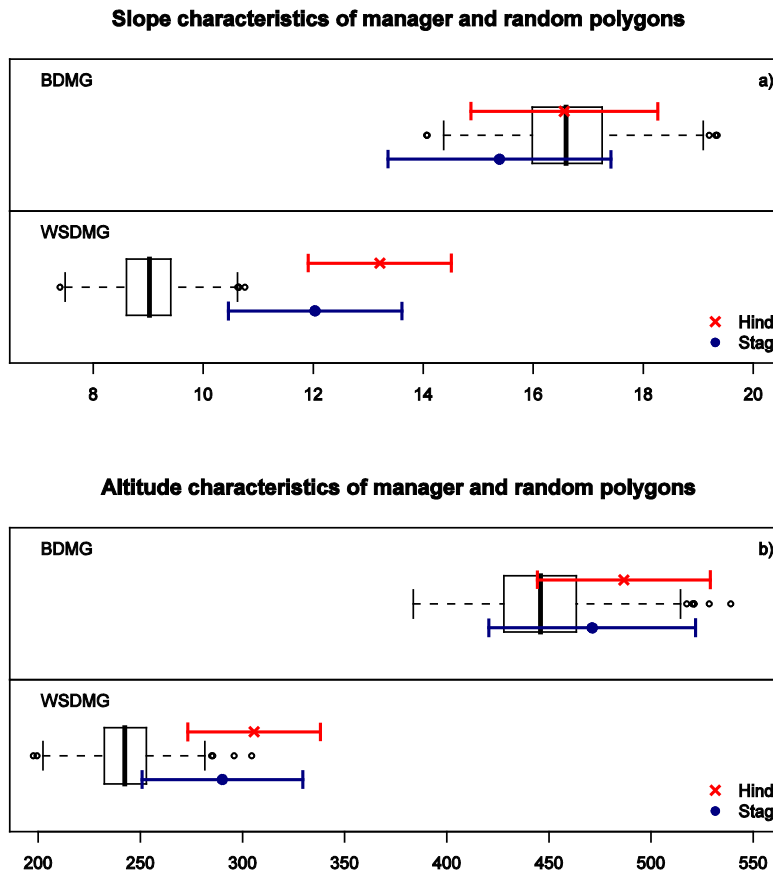 Slope characteristics of manager and random polygons
BDMG a)
WSDMG
Hind
Stag
8 10 12 14 16 18 20
Altitude characteristics of manager and random polygons
BDMG b)
WSDMG
Hind
Stag
200 250 300 350 400 450 500 550